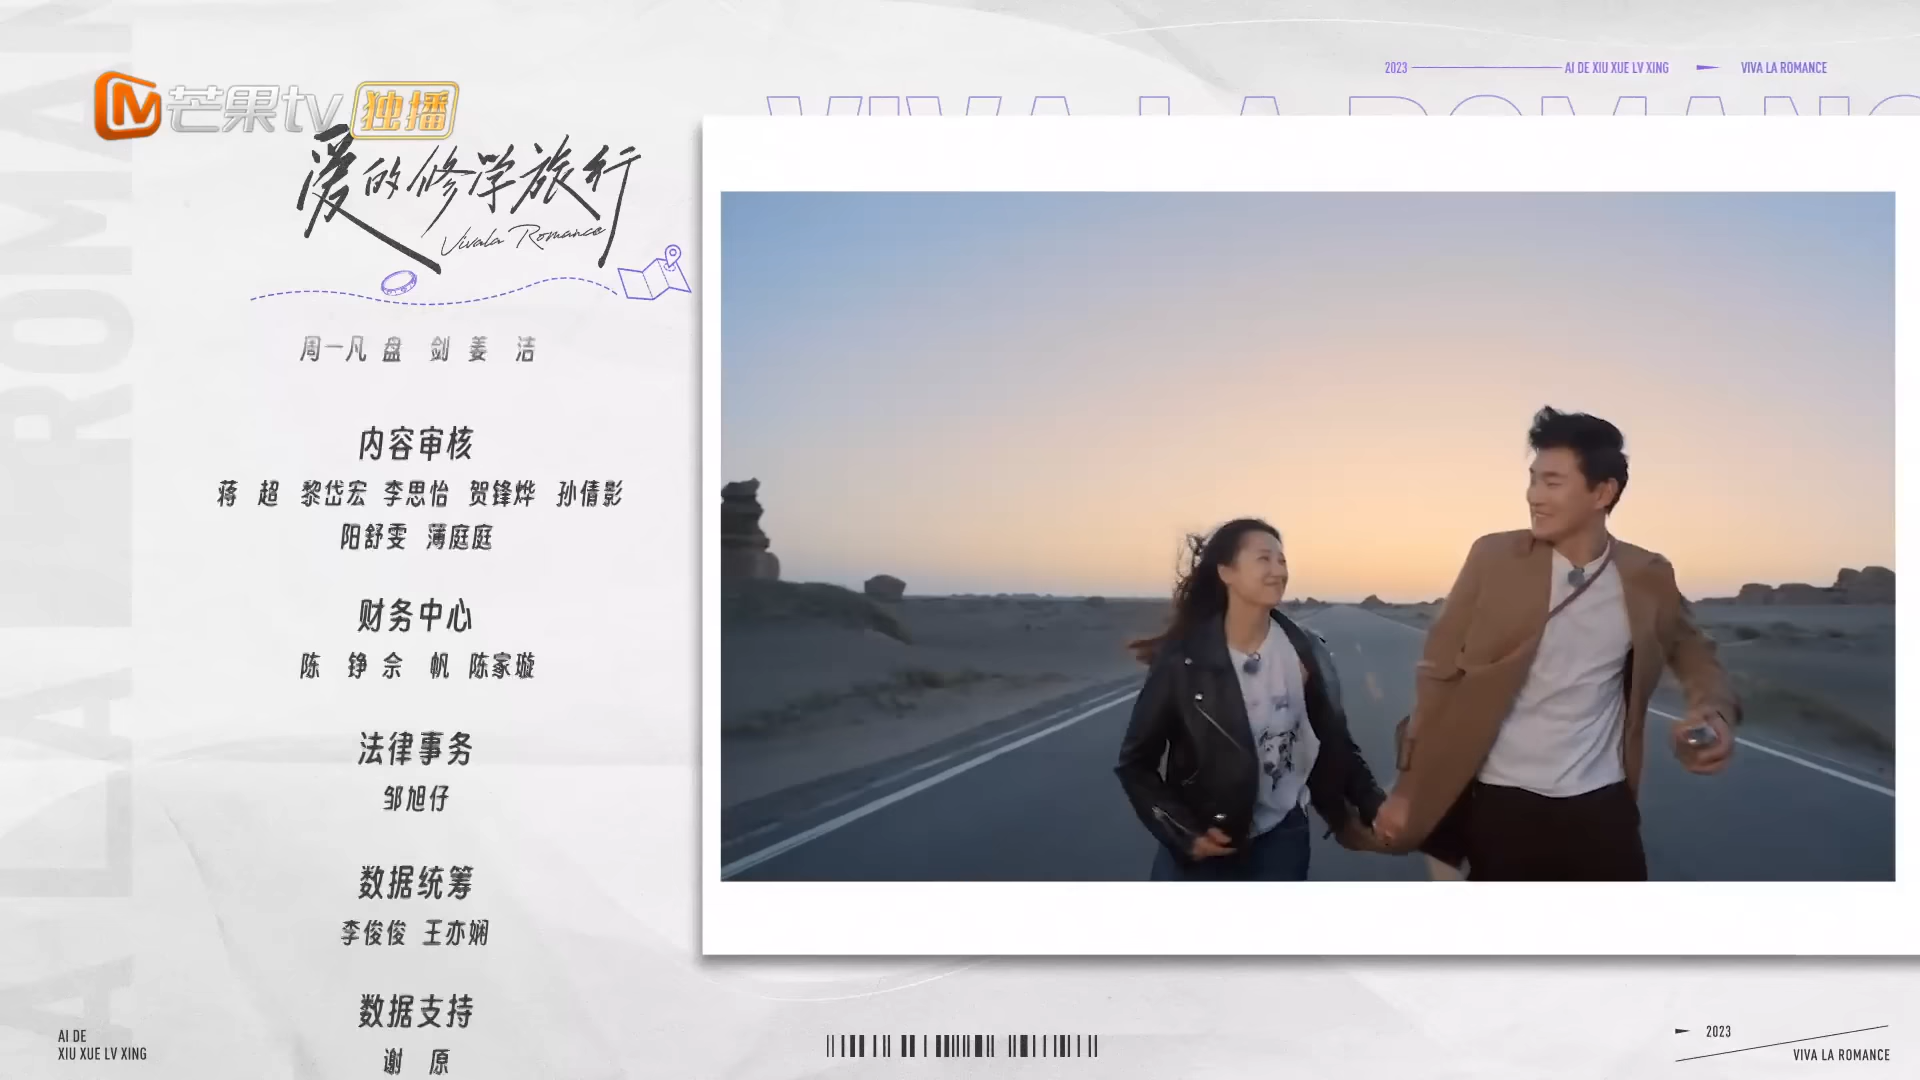 芒果tv 独播
2023 AI DE XIU XUE LV XING VIVA LA ROMANCE
VIVA LA ROMANC
爱的修学旅行
Vivala Romance
周一凡 盘 剑 姜 洁
内容审核
蒋 超 黎岱宏 李思怡 贺锋烨 孙倩影
阳舒雯 薄庭庭
财务中心
陈 铮 佘 帆 陈家璇
法律事务
邹旭仔
数据统筹
李俊俊 王亦娴
数据支持
谢 原
AI DE
XIU XUE LV XING
2023
VIVA LA ROMANCE